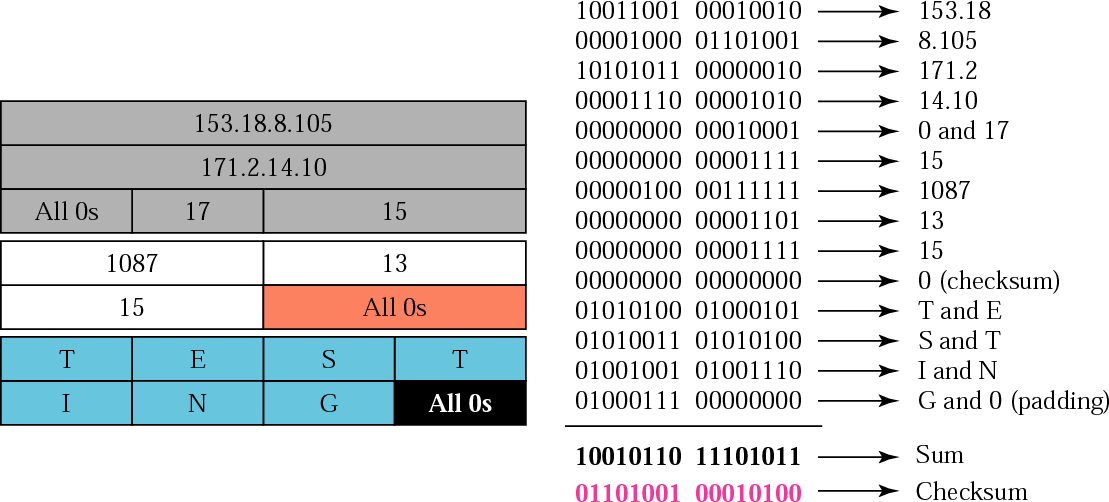 153.18.8.105
171.2.14.10
All 0s 17 15
1087 13
15 All 0s
T E S T
I N G All 0s
10011001 00010010 153.18
00001000 01101001 8.105
10101011 00000010 171.2
00001110 00001010 14.10
00000000 00010001 0 and 17
00000000 00001111 15
00000100 00111111 1087
00000000 00001101 13
00000000 00001111 15
00000000 00000000 0 (checksum)
01010100 01000101 T and E
01010011 01010100 S and T
01001001 01001110 I and N
01000111 00000000 G and 0 (padding)
10010110 11101011 Sum
01101001 00010100 Checksum